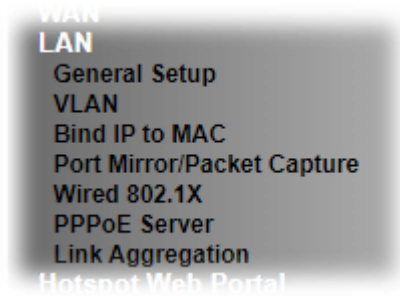 WAN
LAN
General Setup
VLAN
Bind IP to MAC
Port Mirror/Packet Capture
Wired 802.1X
PPPoE Server
Link Aggregation
Hotspot Web Portal